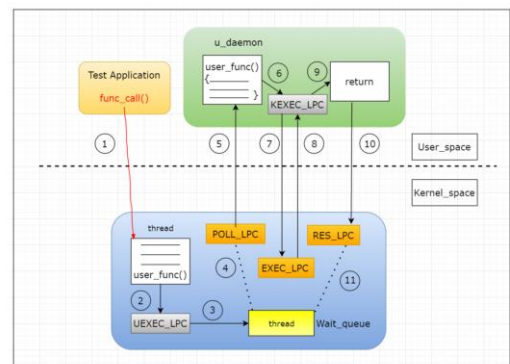 u_daemon
Test Application
func_call()
user_func()
{
}
6
9
KEXEC_LPC
return
1
5
7
8
10
User_space
Kernel_space
thread
user_func()
POLL_LPC
RES_LPC
4
EXEC_LPC
11
2
3
UEXEC_LPC
thread
Wait_queue